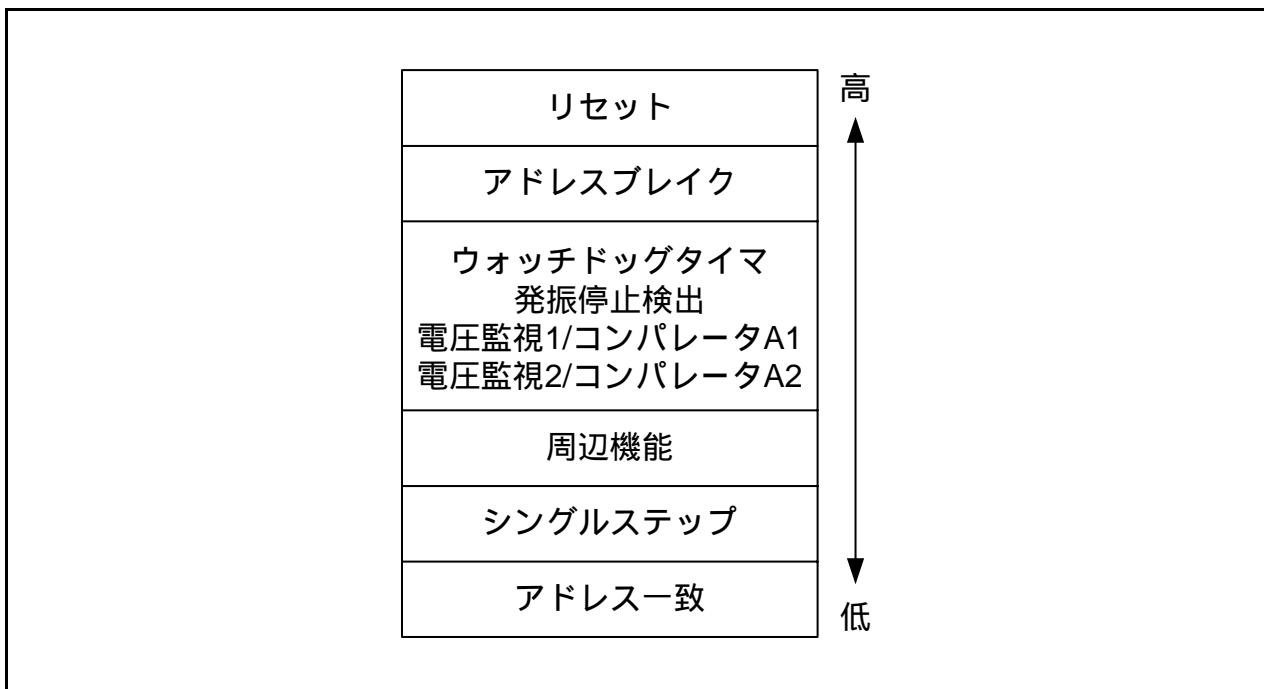 リセット
高
アドレスブレイク
ウォッチドッグタイマ
発振停止検出
電圧監視1/コンパレータA1
電圧監視2/コンパレータA2
周辺機能
シングルステップ
アドレス一致
低